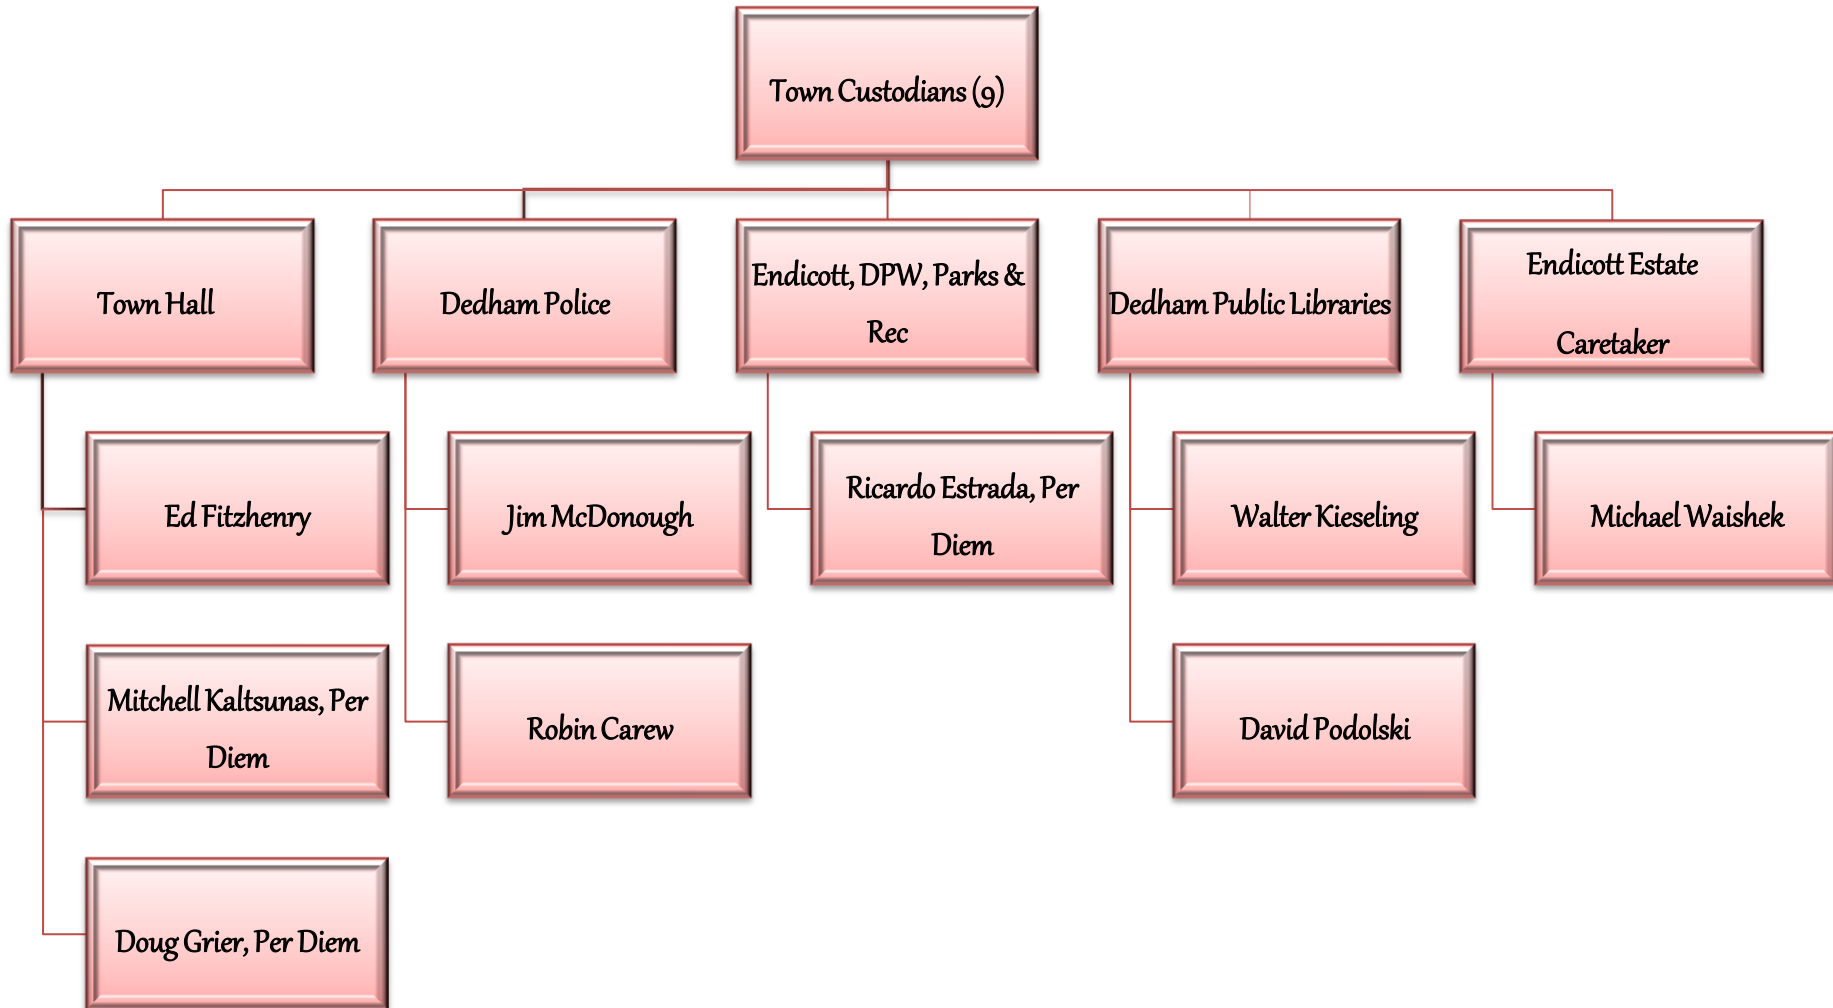 Town Custodians (9)
Town Hall
Dedham Police
Endicott, DPW, Parks &
Rec
Dedham Public Libraries
Endicott Estate
Caretaker
Ed Fitzhenry
Jim McDonough
Ricardo Estrada, Per
Diem
Walter Kieseling
Michael Waishek
Mitchell Kaltsunas, Per
Diem
Robin Carew
David Podolski
Doug Grier, Per Diem